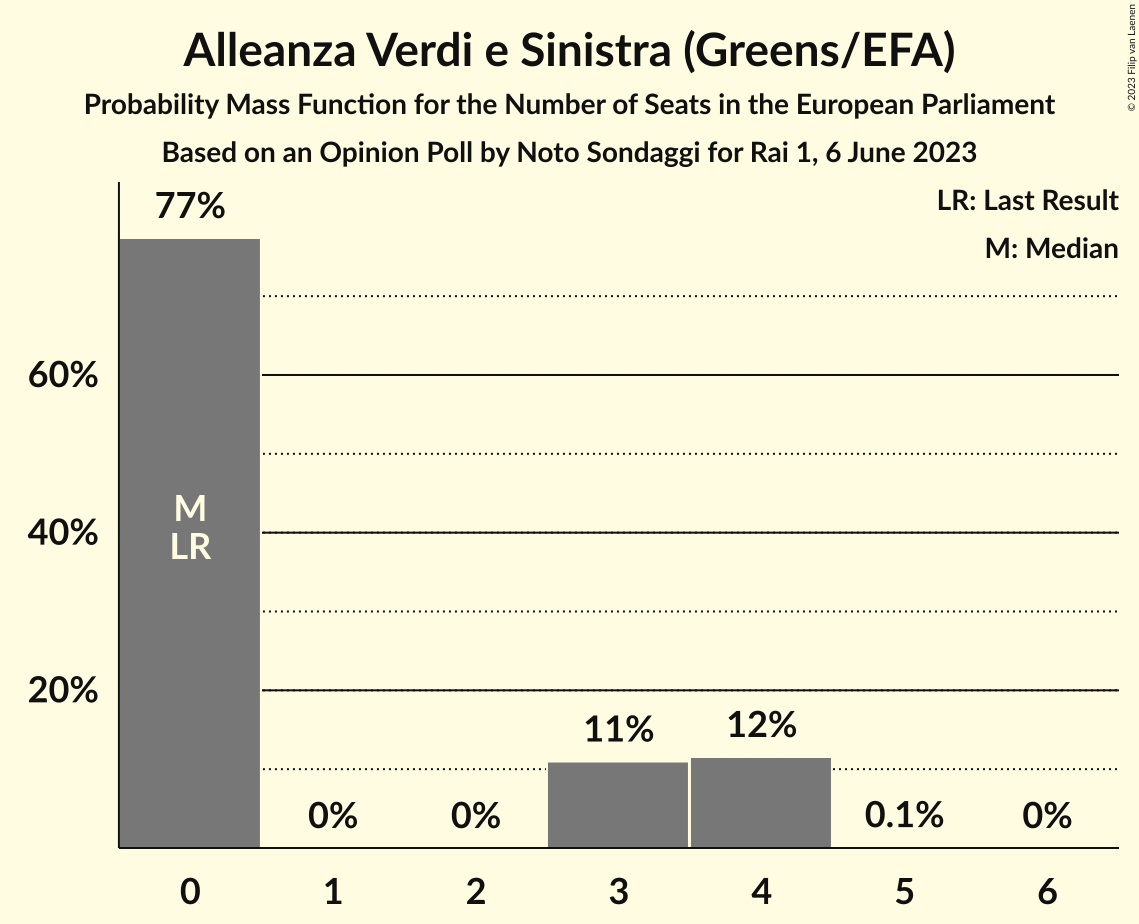 Alleanza Verdi e Sinistra (Greens/EFA)
Probability Mass Function for the Number of Seats in the European Parliament
Based on an Opinion Poll by Noto Sondaggi for Rai 1, 6 June 2023
© 2023 Filip van Laenen
LR: Last Result
M: Median
77%
60%
40%
20%
M
LR
0%
0%
11%
12%
0.1%
0%
0
1
2
3
4
5
6